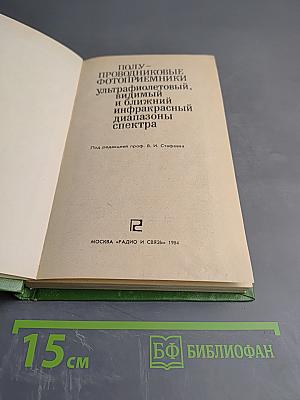 ПОЛУ-
ПРОВОДНИКОВЫЕ
ФОТОПРИЕМНИКИ
ультрафиолетовый,
видимый
и ближний
инфракрасный
диапазоны
спектра
Под редакцией проф. В. И. Стафеева
МОСКВА «РАДИО И СВЯЗЬ» 1984
15 см
БФ БИБЛИОФАН